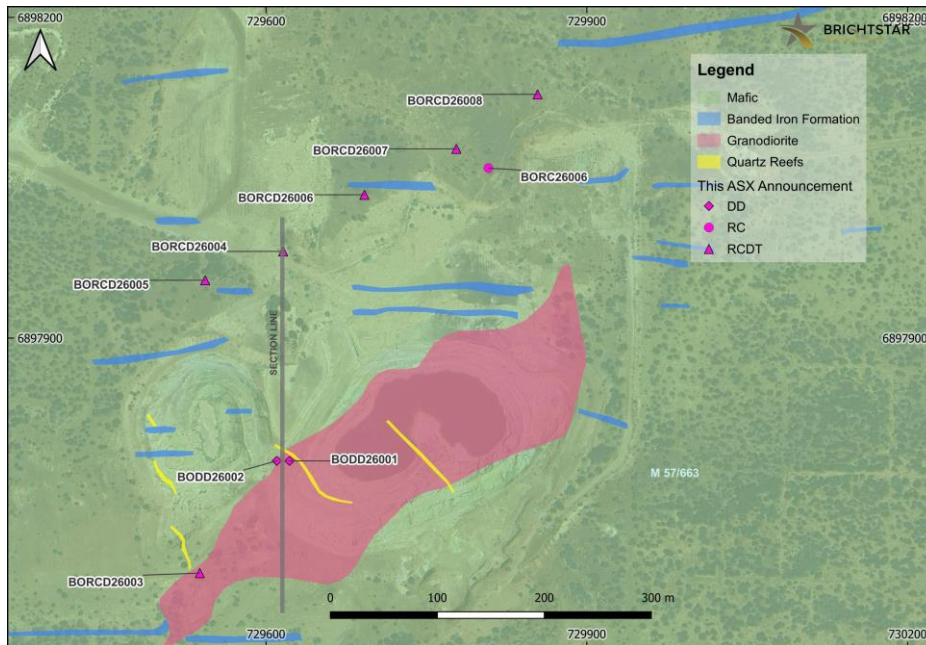 6898200
729600
729900
6898200
BRICHTSTAR
Legend
Mafic
Banded Iron Formation
Granodiorite
Quartz Reefs
This ASX Announcement
DD
RC
RCDT
BORCD26008
BORCD26007
BORC26006
BORCD26006
BORCD26004
BORCD26005
SECTION LINE
6897900
6897900
BODD26002
BODD26001
M 57/663
BORCD26003
0 100 200 300 m
729600
729900
730200